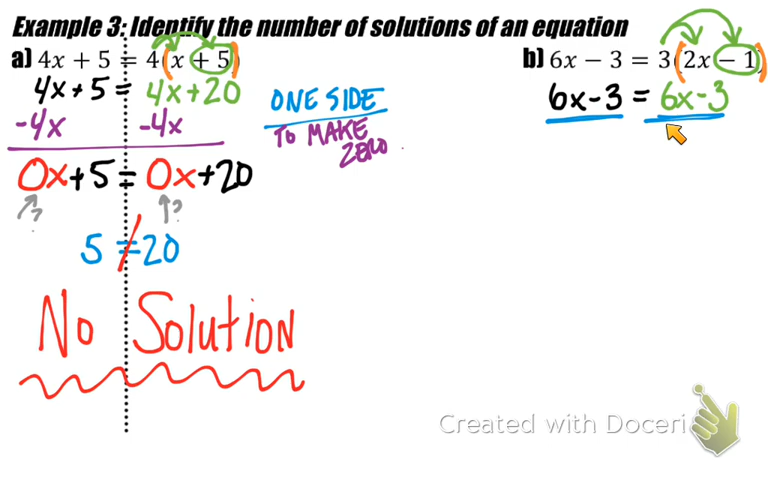 Example 3: Identify the number of solutions of an equation
a) 4x + 5 = 4(x + 5)
4x+5 = 4x+20
-4x -4x
0x+5 = 0x+20
? ?
5 ≠ 20
No Solution
ONE SIDE
TO MAKE
ZERO
b) 6x − 3 = 3(2x − 1)
6x-3 = 6x-3
Created with Doceri